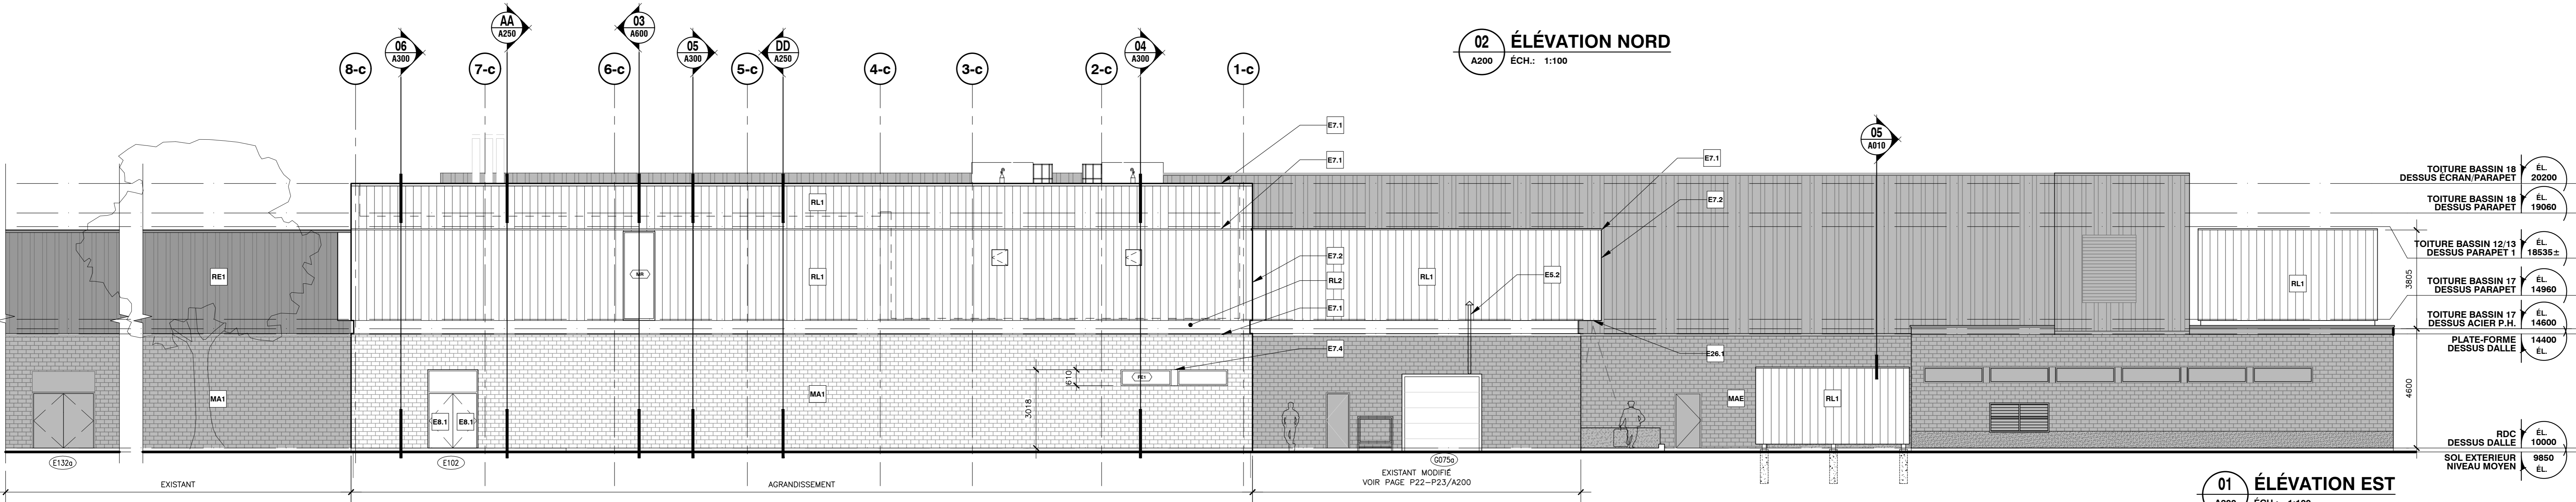 02
A200
ÉLÉVATION NORD
ÉCH.: 1:100
06
A300
AA
A250
03
A600
05
A300
DD
A250
04
A300
05
A010
8-c
7-c
6-c
5-c
4-c
3-c
2-c
1-c
E7.1
E7.1
E7.1
E7.2
RL1
RE1
MR
RL1
E7.2
RL2
E7.1
RL1
E5.2
RL1
E7.4
E26.1
MA1
E8.1
E8.1
MA1
610
3018
FE1
MAE
RL1
3805
4600
TOITURE BASSIN 18
DESSUS ÉCRAN/PARAPET
ÉL.
20200
TOITURE BASSIN 18
DESSUS PARAPET
19060
TOITURE BASSIN 12/13
DESSUS PARAPET 1
ÉL.
18535±
TOITURE BASSIN 17
DESSUS PARAPET
ÉL.
14960
TOITURE BASSIN 17
DESSUS ACIER P.H.
ÉL.
14600
PLATE-FORME
DESSUS DALLE
14400
ÉL.
RDC
DESSUS DALLE
ÉL.
10000
SOL EXTERIEUR
NIVEAU MOYEN
9850
ÉL.
E132a
E102
G075a
EXISTANT
AGRANDISSEMENT
EXISTANT MODIFIÉ
VOIR PAGE P22-P23/A200
01
ÉLÉVATION EST